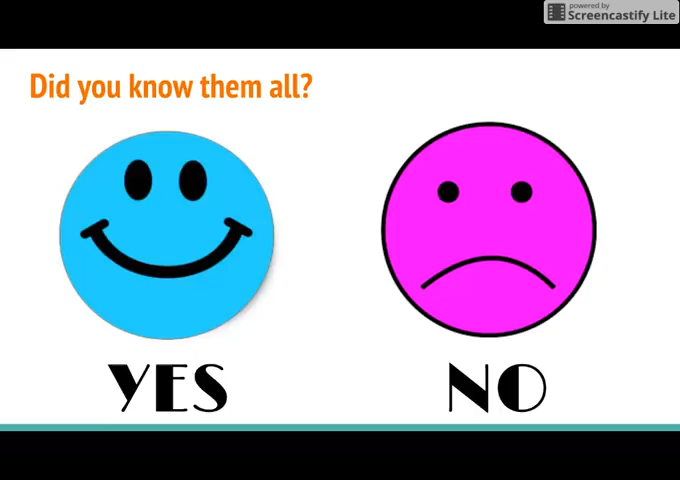 powered by
Screencastify Lite
Did you know them all?
YES
NO